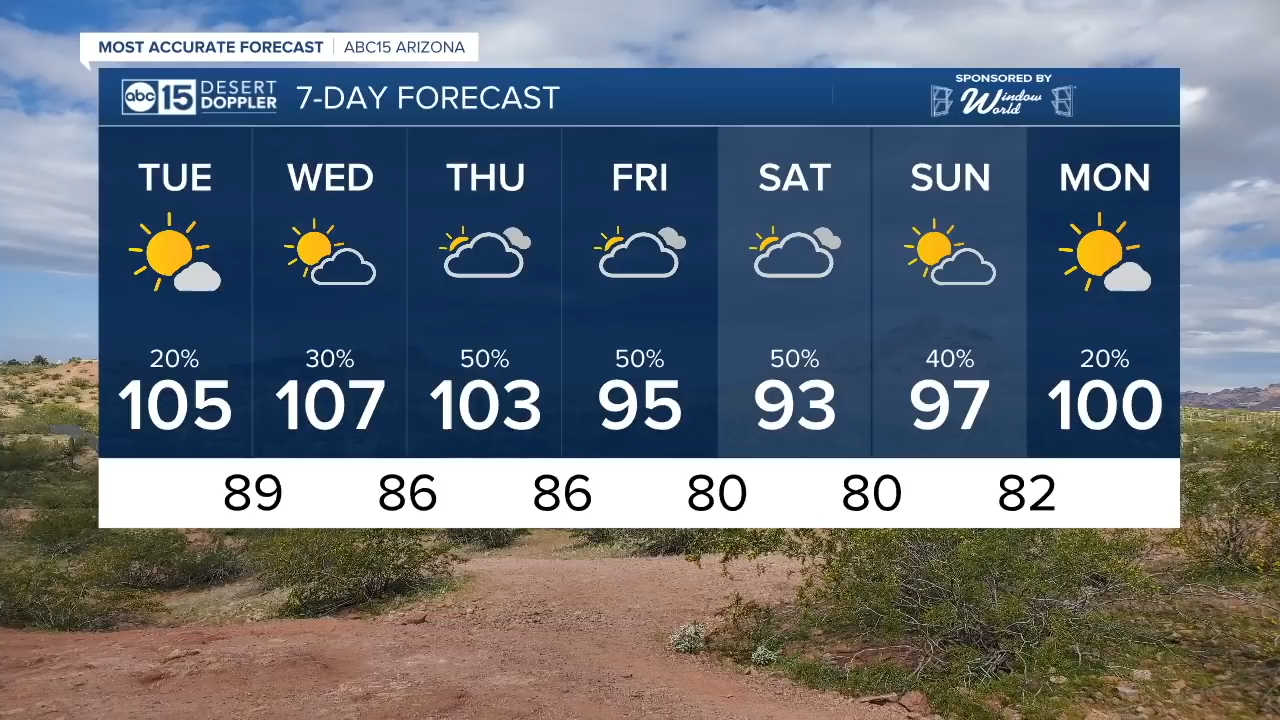 MOST ACCURATE FORECAST | ABC15 ARIZONA
abc 15 DESERT DOPPLER
7-DAY FORECAST
SPONSORED BY
Window World
TUE WED THU FRI SAT SUN MON
20% 30% 50% 50% 50% 40% 20%
105 107 103 95 93 97 100
89 86 86 80 80 82